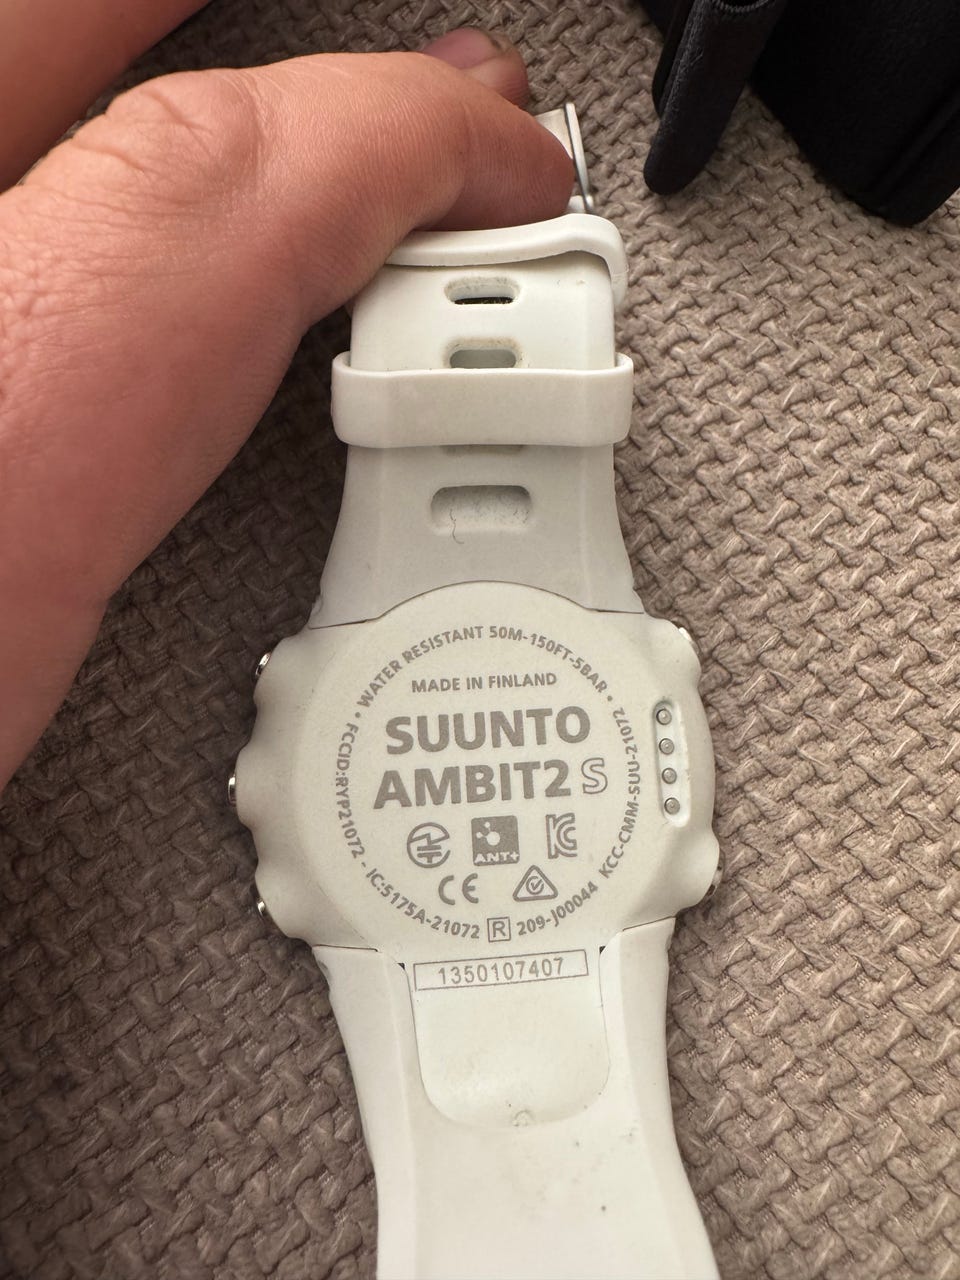 WATER RESISTANT 50M-150FT-5BAR •
MADE IN FINLAND
SUUNTO
AMBIT2 S
ANT+
CE
KCC-CMM-SUU-21072
• FCCID:RYP21072 - IC:5175A-21072 R 209-J00044
1350107407